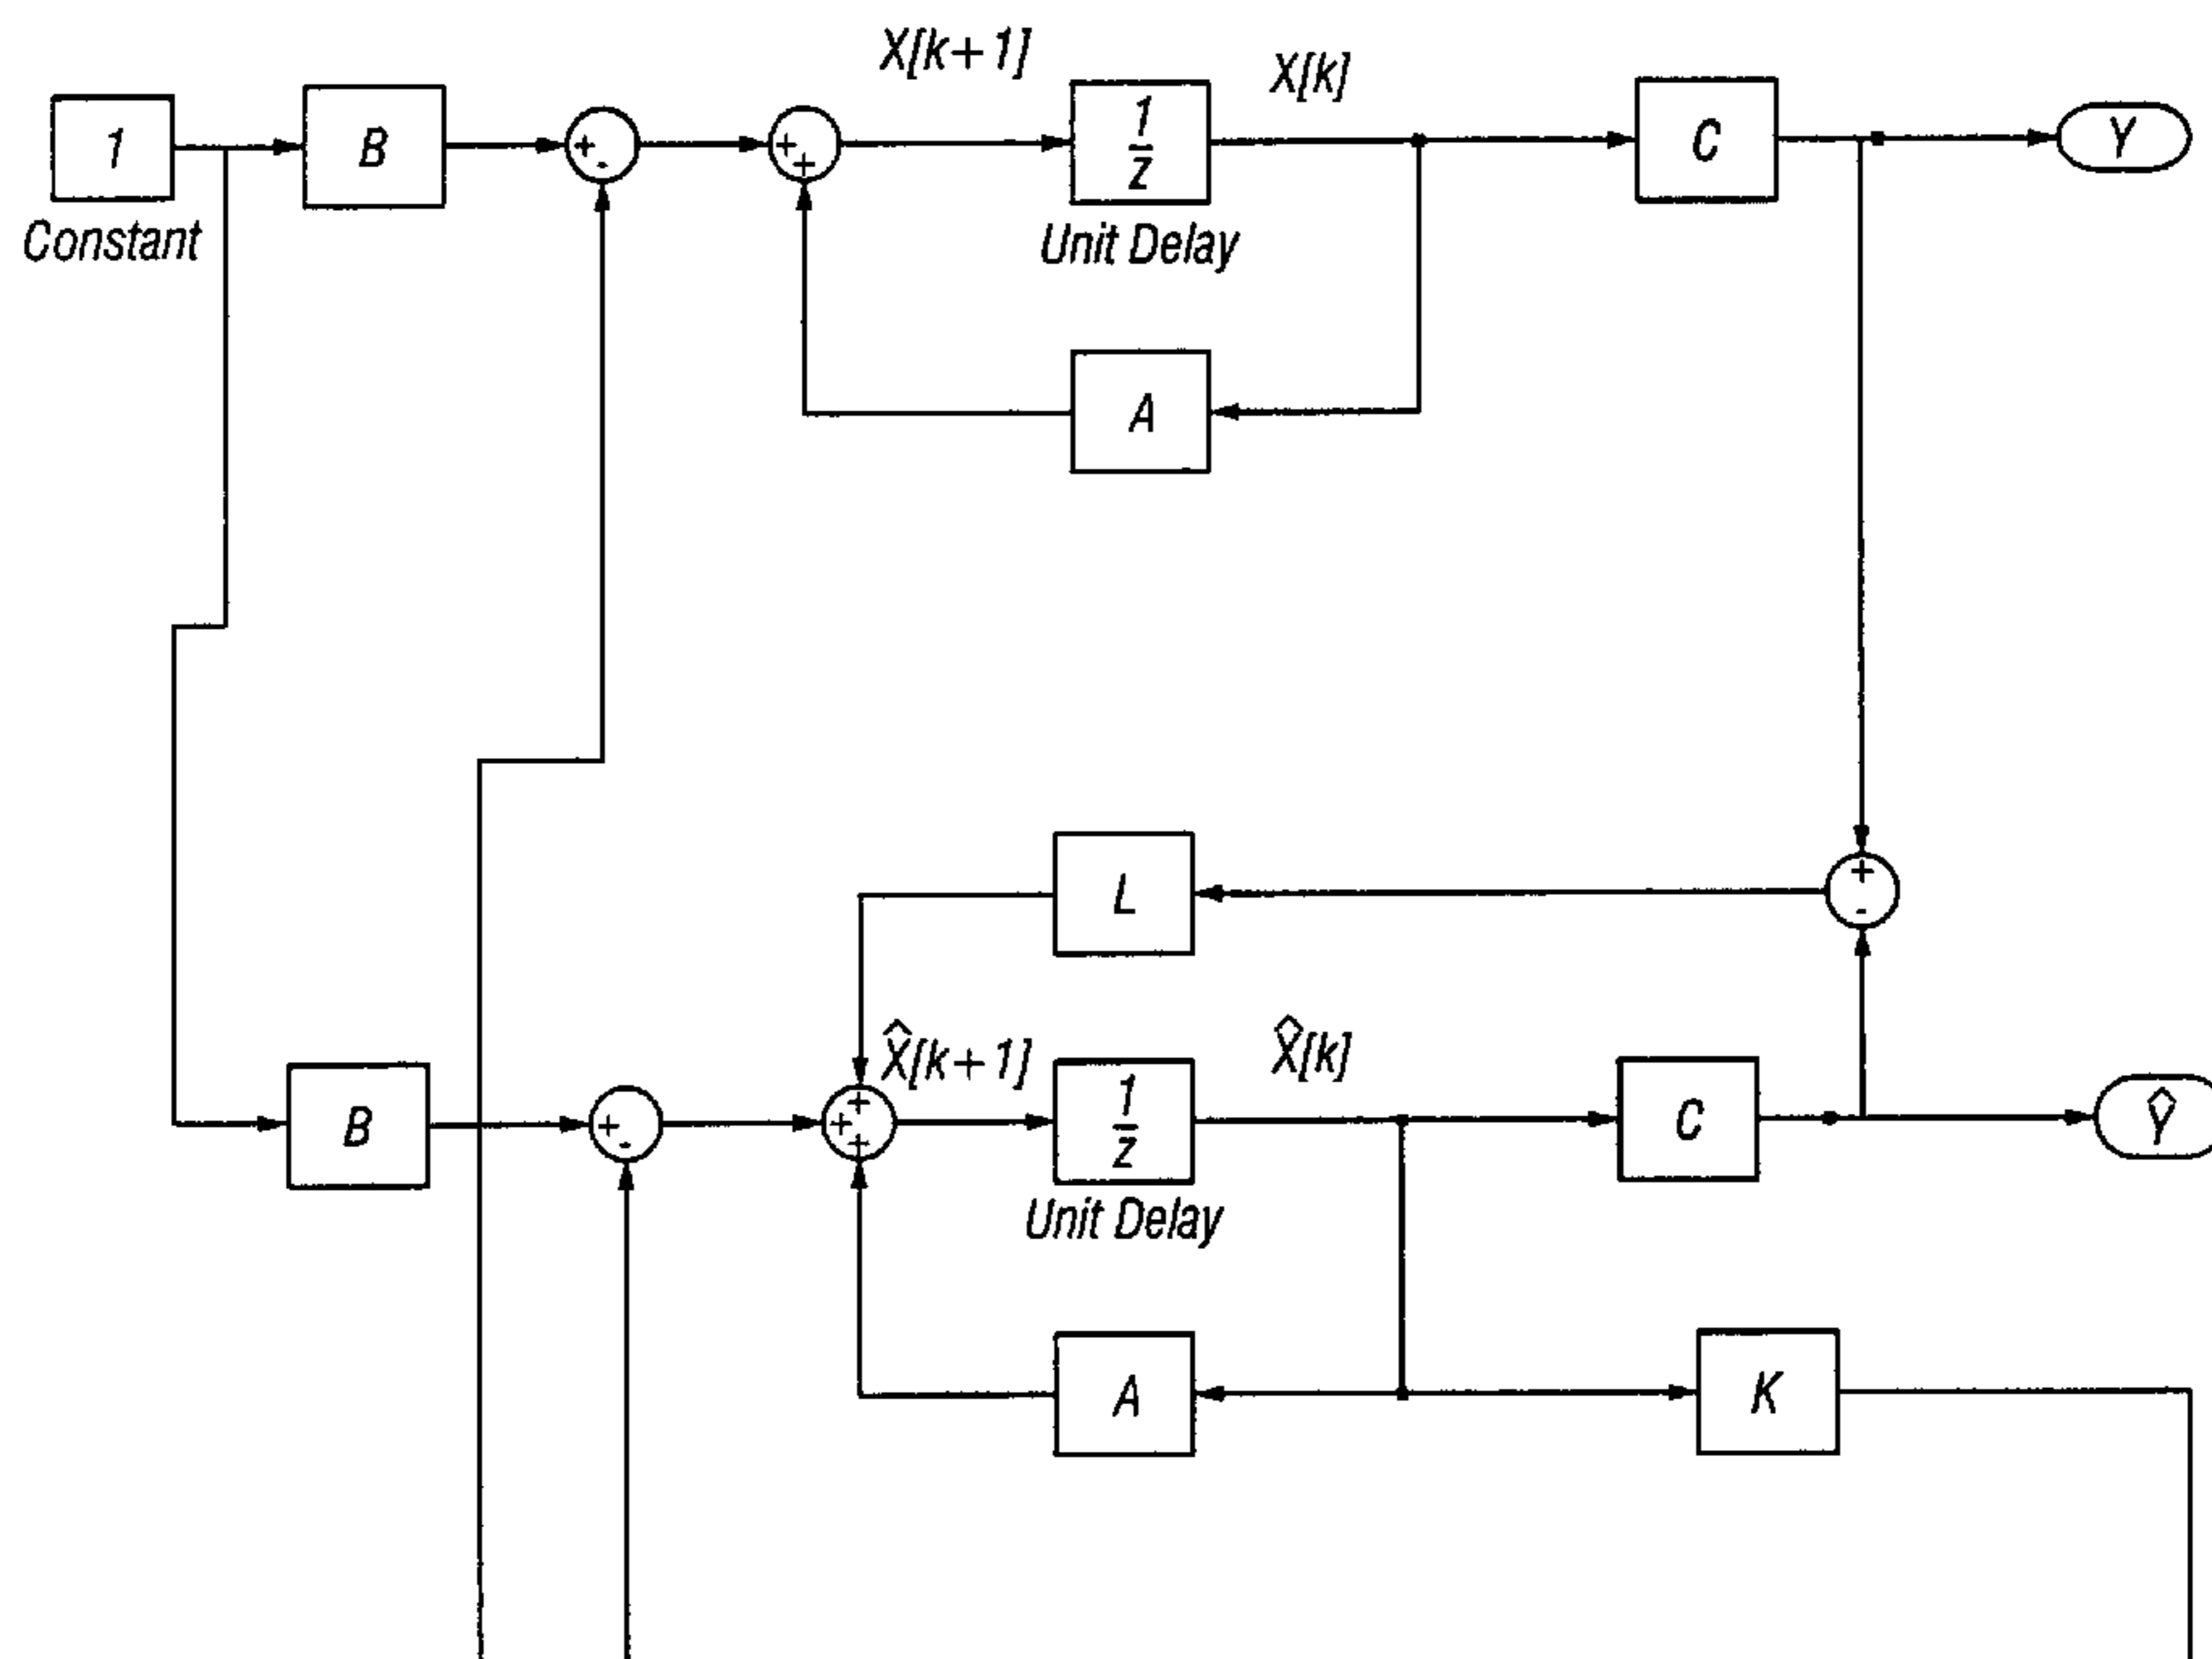 X[k+1]
X[k]
1
B
+
-
+
+
1
z
C
Y
Constant
Unit Delay
A
L
+
-
X̂[k+1]
X̂[k]
B
+
-
+
+
+
1
z
C
Ŷ
Unit Delay
A
K